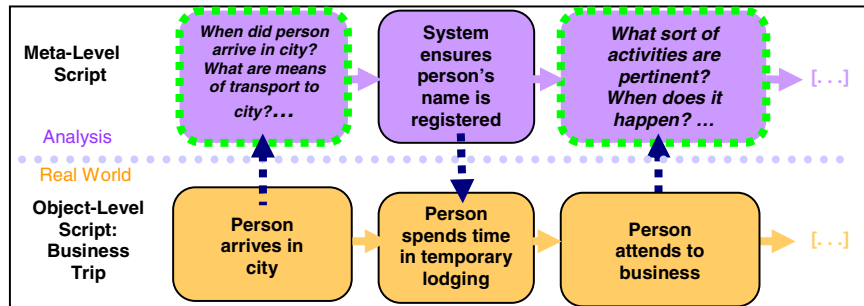 Meta-Level
Script
When did person
arrive in city?
What are means
of transport to
city?...
System
ensures
person's
name is
registered
What sort of
activities are
pertinent?
When does it
happen? ...
[. . .]
Analysis
Real World
Object-Level
Script:
Business
Trip
Person
arrives in
city
Person
spends time
in temporary
lodging
Person
attends to
business
[. . .]